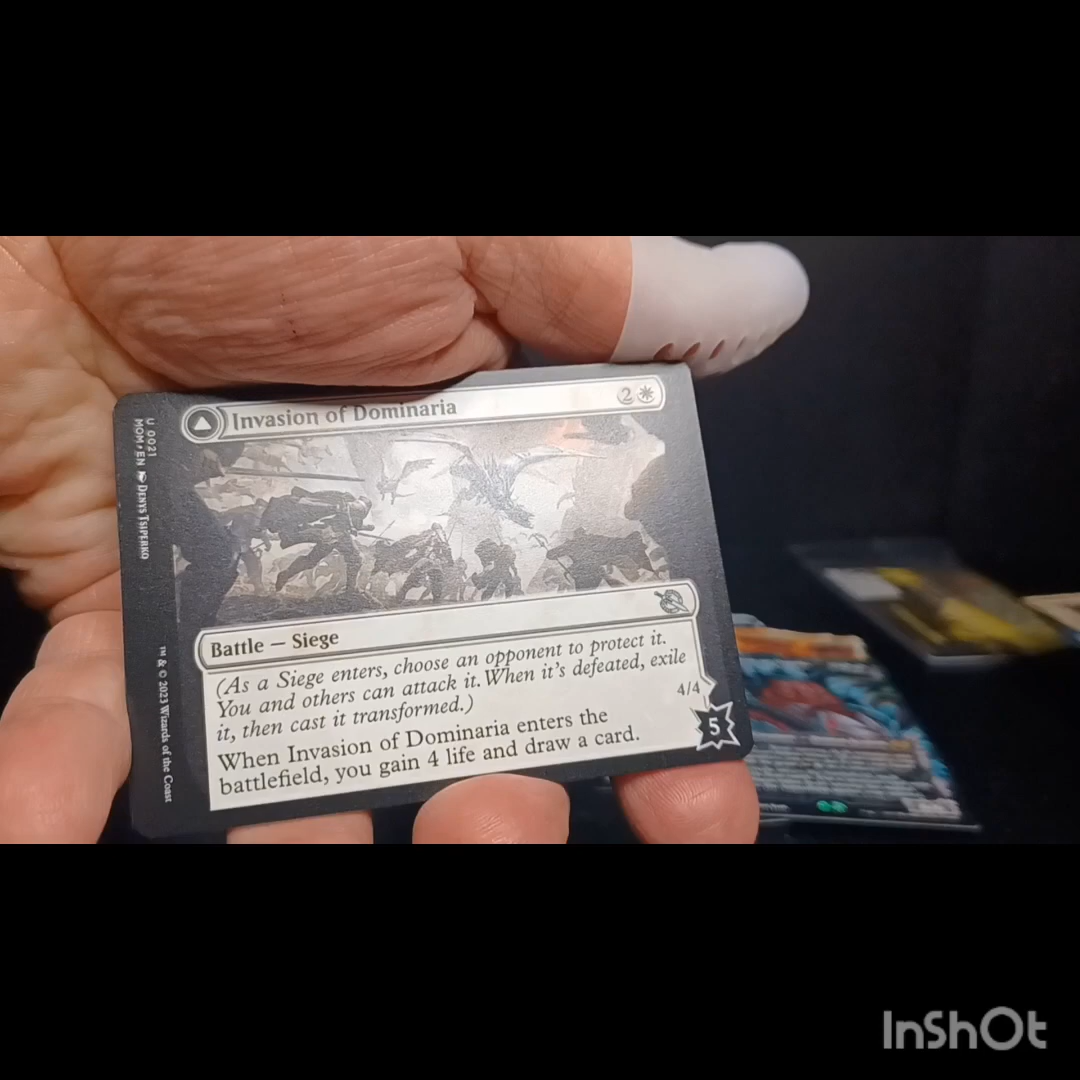 Invasion of Dominaria
2
U 0021
MOM • EN DENYS TSIPERKO
™ & © 2023 Wizards of the Coast
Battle — Siege
(As a Siege enters, choose an opponent to protect it.
You and others can attack it. When it's defeated, exile
it, then cast it transformed.)
When Invasion of Dominaria enters the
battlefield, you gain 4 life and draw a card.
4/4
5
InShOt